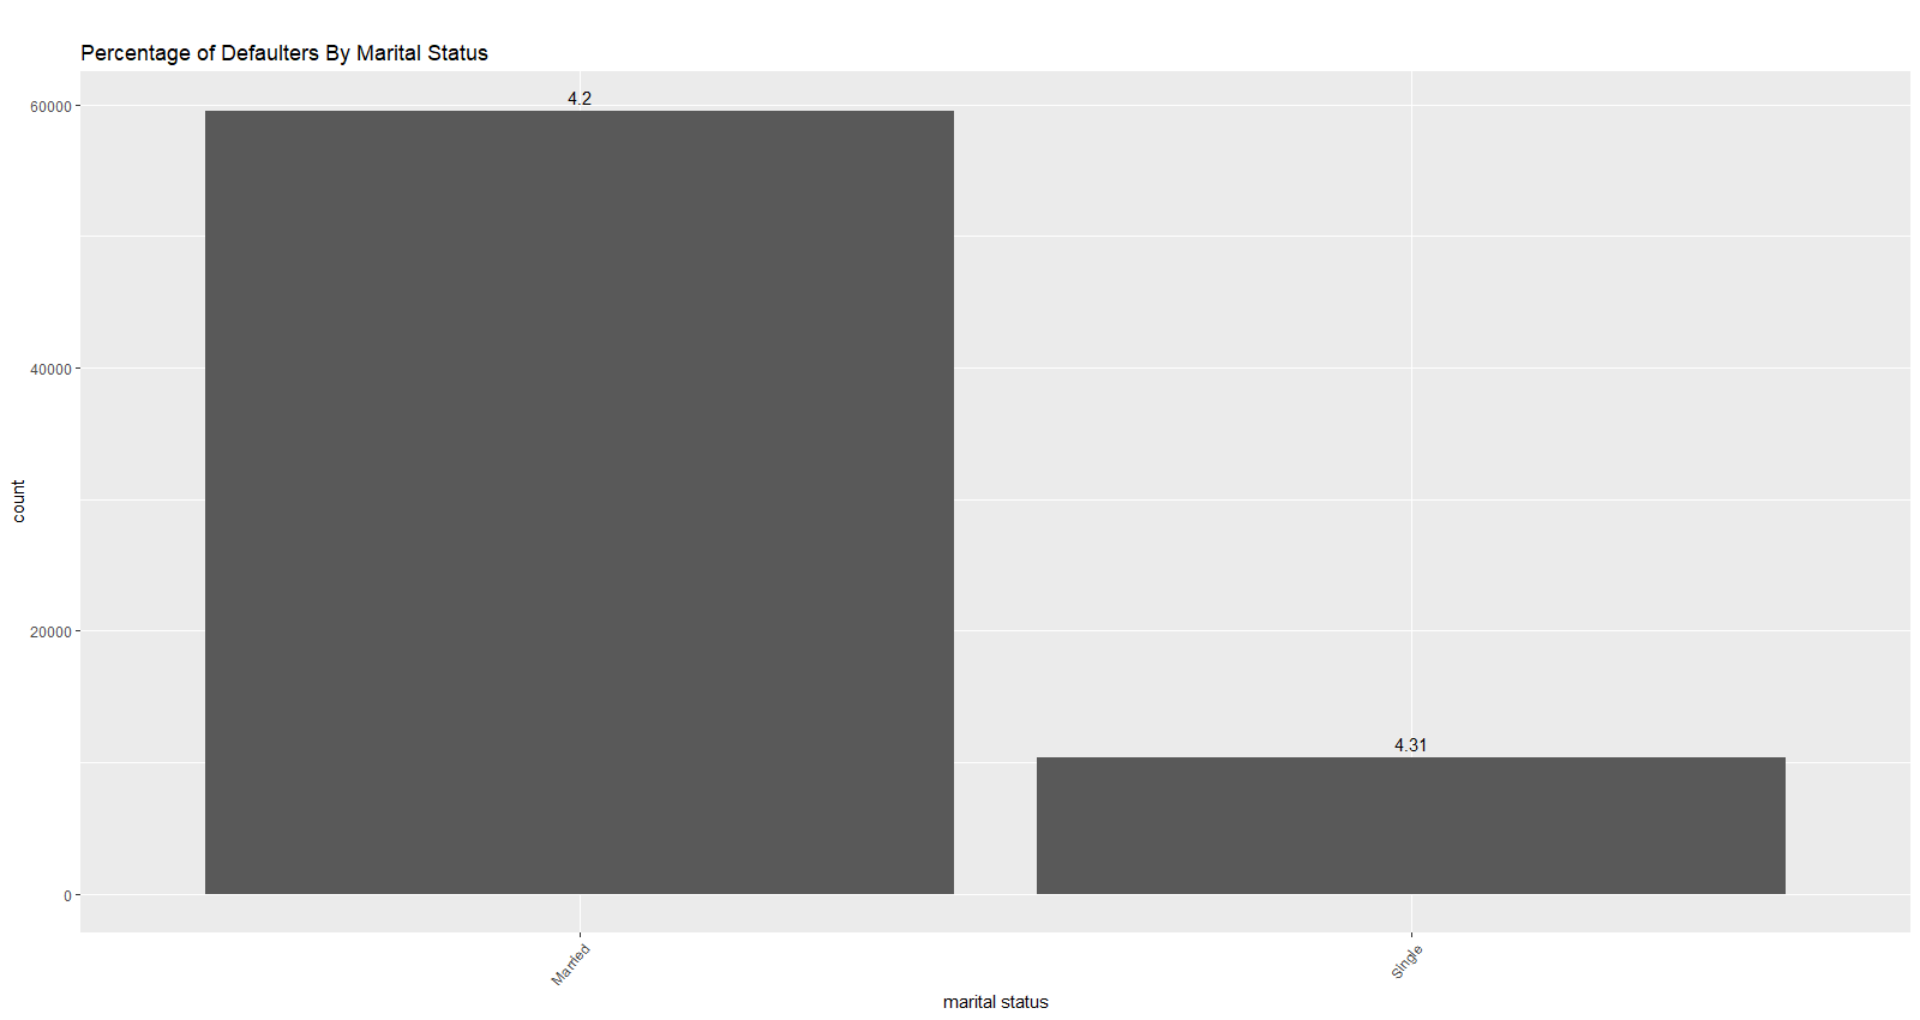 Percentage of Defaulters By Marital Status
4.2
60000
40000
count
20000
4.31
0
Married
Single
marital status